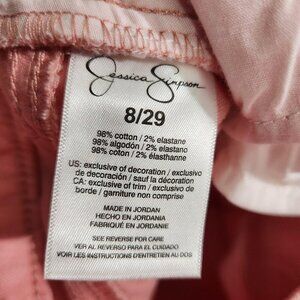 Jessica Simpson
8/29
98% cotton / 2% elastane
98% algodón / 2% elastano
98% coton / 2% élasthanne
US: exclusive of decoration / exclusivo
de decoración / sauf decoration
CA: exclusive of trim / exclusivo de
borde / garniture non comprise
MADE IN JORDAN
HECHO EN JORDANIA
FABRIQUÉ EN JORDANIE
SEE REVERSE FOR CARE
VER AL REVERSO PARA EL CUIDADO
VOIR LES INSTRUCTIONS D'ENTRETIEN AU DOS